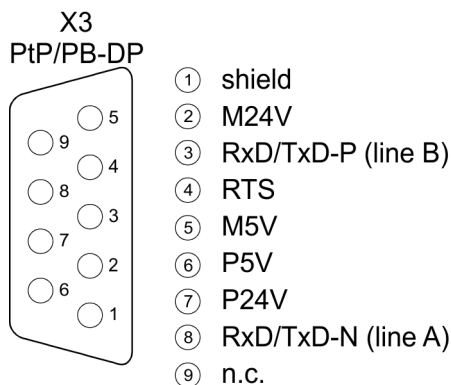 X3
PtP/PB-DP
5
9
4
8
3
7
2
6
1
① shield
② M24V
③ RxD/TxD-P (line B)
④ RTS
⑤ M5V
⑥ P5V
⑦ P24V
⑧ RxD/TxD-N (line A)
⑨ n.c.